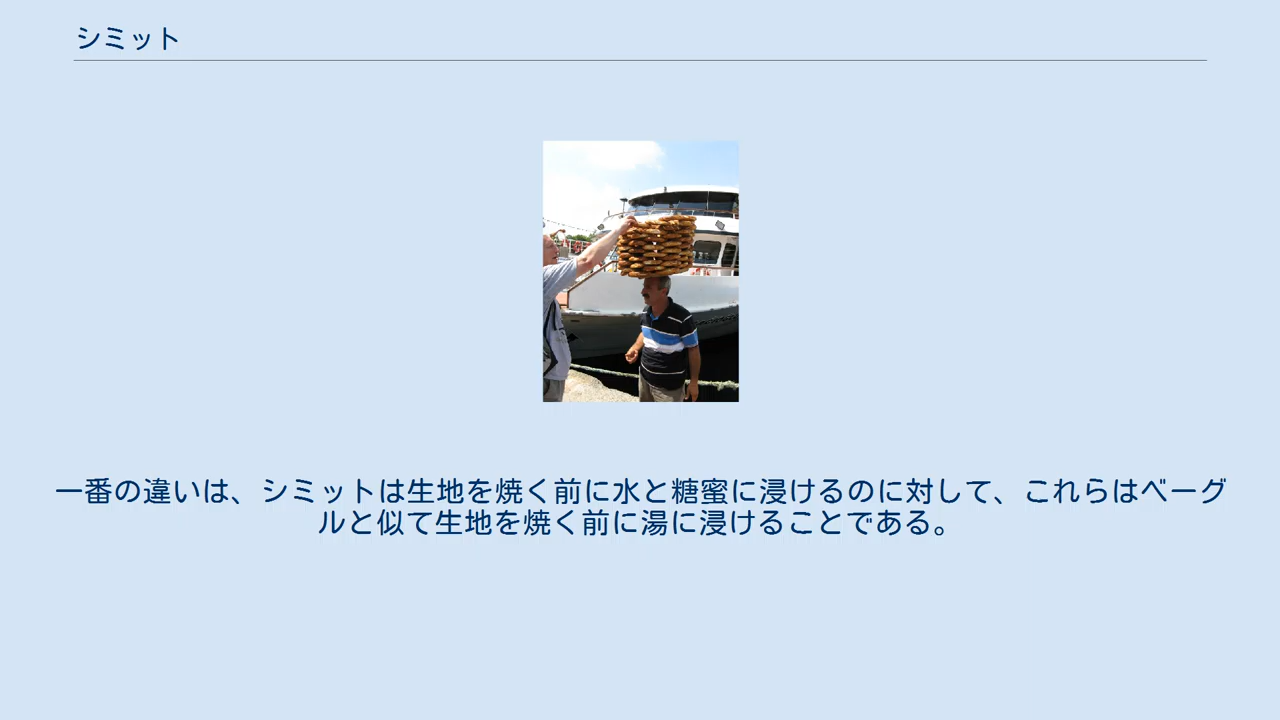 シミット
一番の違いは、シミットは生地を焼く前に水と糖蜜に浸けるのに対して、これらはベーグ
ルと似て生地を焼く前に湯に浸けることである。